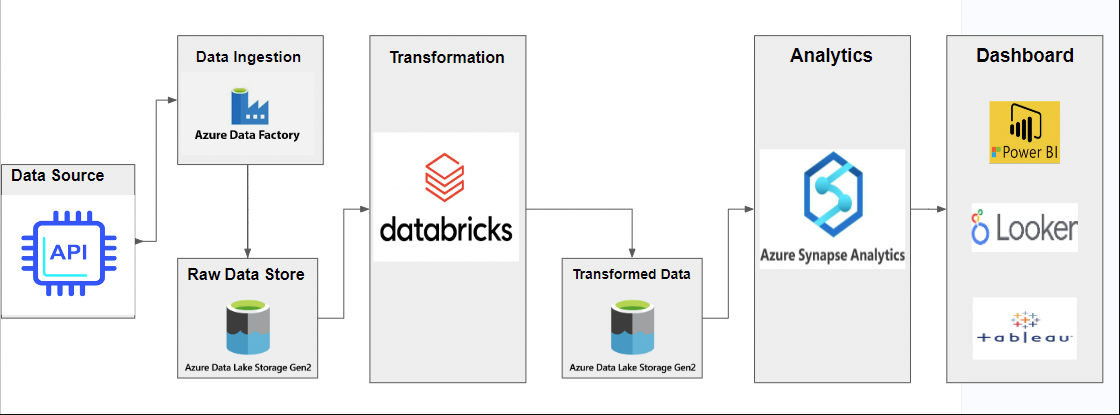 Data Source
API
Data Ingestion
Azure Data Factory
Raw Data Store
Azure Data Lake Storage Gen2
Transformation
databricks
Transformed Data
Azure Data Lake Storage Gen2
Analytics
Azure Synapse Analytics
Dashboard
Power BI
Looker
+ableau